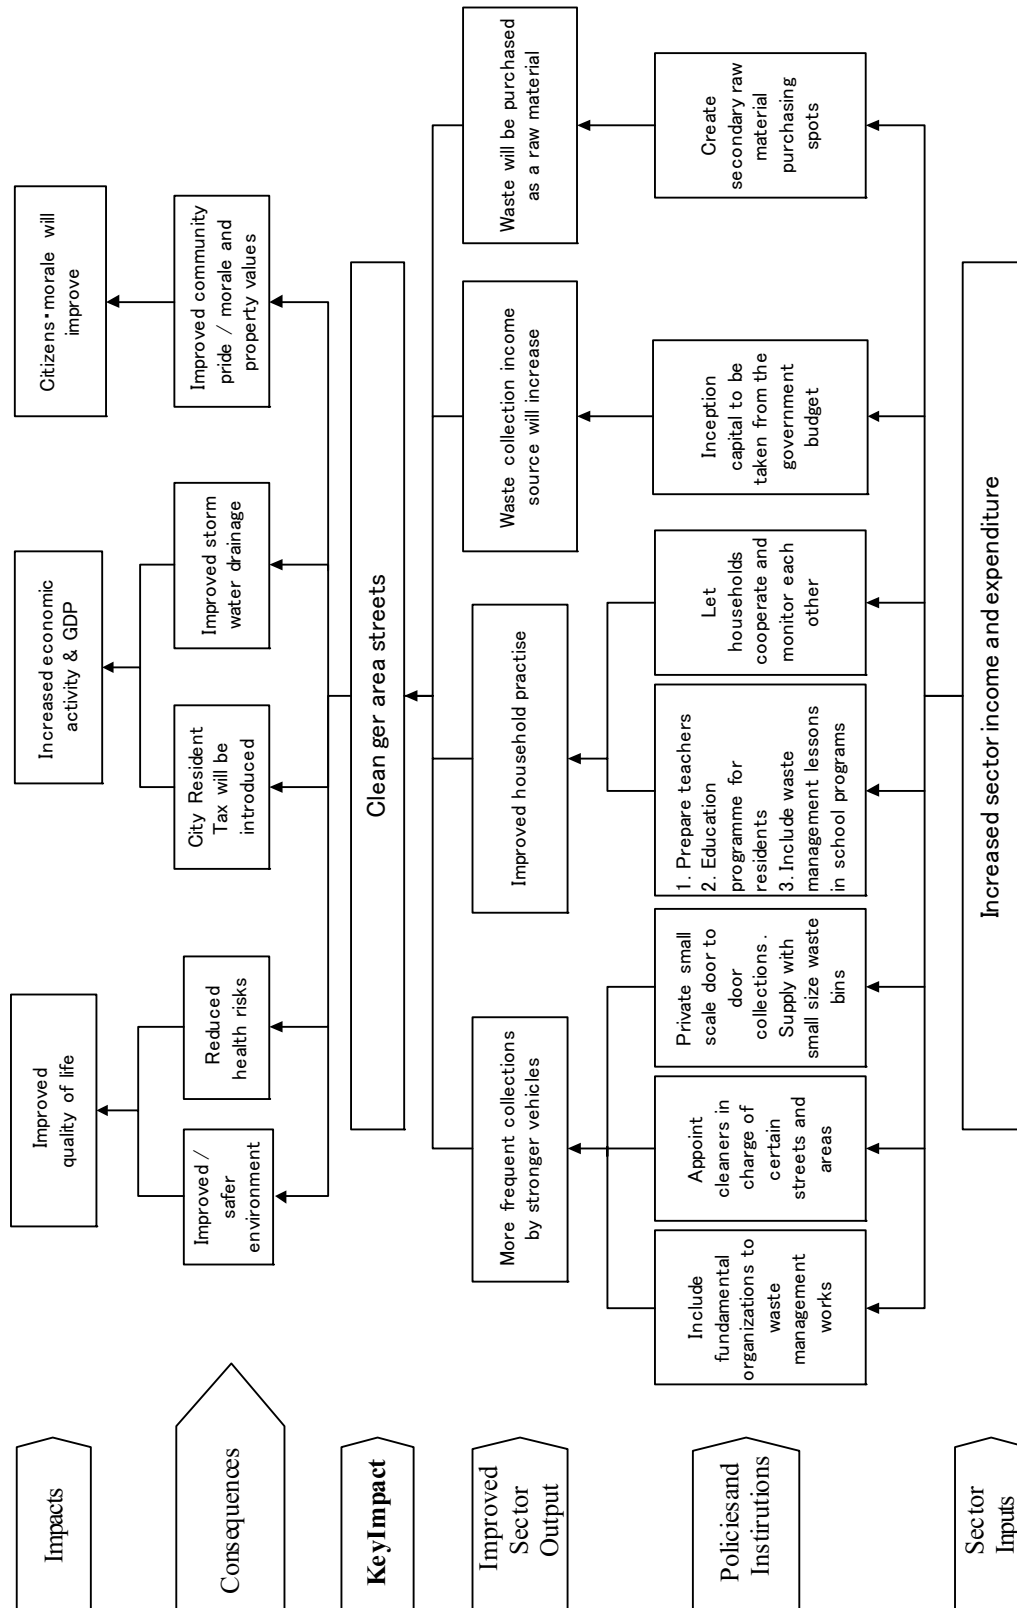 Impacts
Improved
quality of life
Increased economic
activity & GDP
Citizens・morale will
improve
Consequences
Improved /
safer
environment
Reduced
health risks
City Resident
Tax will be
introduced
Improved storm
water drainage
Improved community
pride / morale and
property values
KeyImpact
Clean ger area streets
Improved
Sector
Output
More frequent collections
by stronger vehicles
Improved household practise
Waste collection income
source will increase
Waste will be purchased
as a raw material
Policiesand
Instirutions
Include
fundamental
organizations to
waste
management
works
Appoint
cleaners in
charge of
certain
streets and
areas
Private small
scale door to
door
collections .
Supply with
small size waste
bins
1. Prepare teachers
2. Education
programme for
residents
3. Include waste
management lessons
in school programs
Let
households
cooperate and
monitor each
other
Inception
capital to be
taken from the
government
budget
Create
secondary raw
material
purchasing
spots
Sector
Inputs
Increased sector income and expenditure